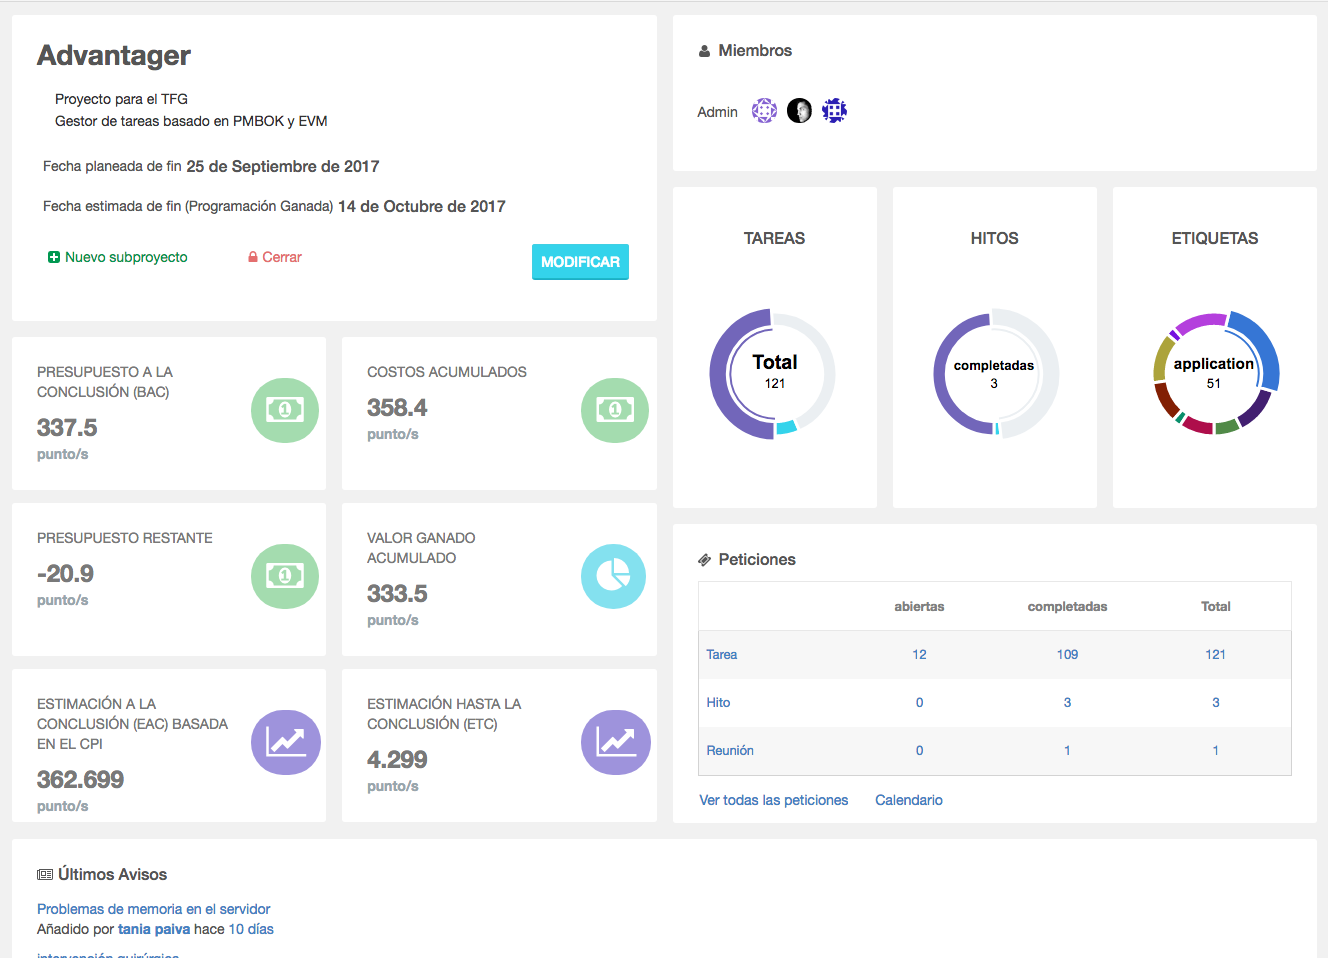 Advantager
Proyecto para el TFG
Gestor de tareas basado en PMBOK y EVM
Fecha planeada de fin 25 de Septiembre de 2017
Fecha estimada de fin (Programación Ganada) 14 de Octubre de 2017
Nuevo subproyecto
Cerrar
MODIFICAR
Miembros
Admin
PRESUPUESTO A LA
CONCLUSIÓN (BAC)
337.5
punto/s
COSTOS ACUMULADOS
358.4
punto/s
PRESUPUESTO RESTANTE
-20.9
punto/s
VALOR GANADO
ACUMULADO
333.5
punto/s
ESTIMACIÓN A LA
CONCLUSIÓN (EAC) BASADA
EN EL CPI
362.699
punto/s
ESTIMACIÓN HASTA LA
CONCLUSIÓN (ETC)
4.299
punto/s
TAREAS
Total
121
HITOS
completadas
3
ETIQUETAS
application
51
Peticiones
abiertas completadas Total
Tarea 12 109 121
Hito 0 3 3
Reunión 0 1 1
Ver todas las peticiones Calendario
Últimos Avisos
Problemas de memoria en el servidor
Añadido por tania paiva hace 10 días
intervención quirúrgica